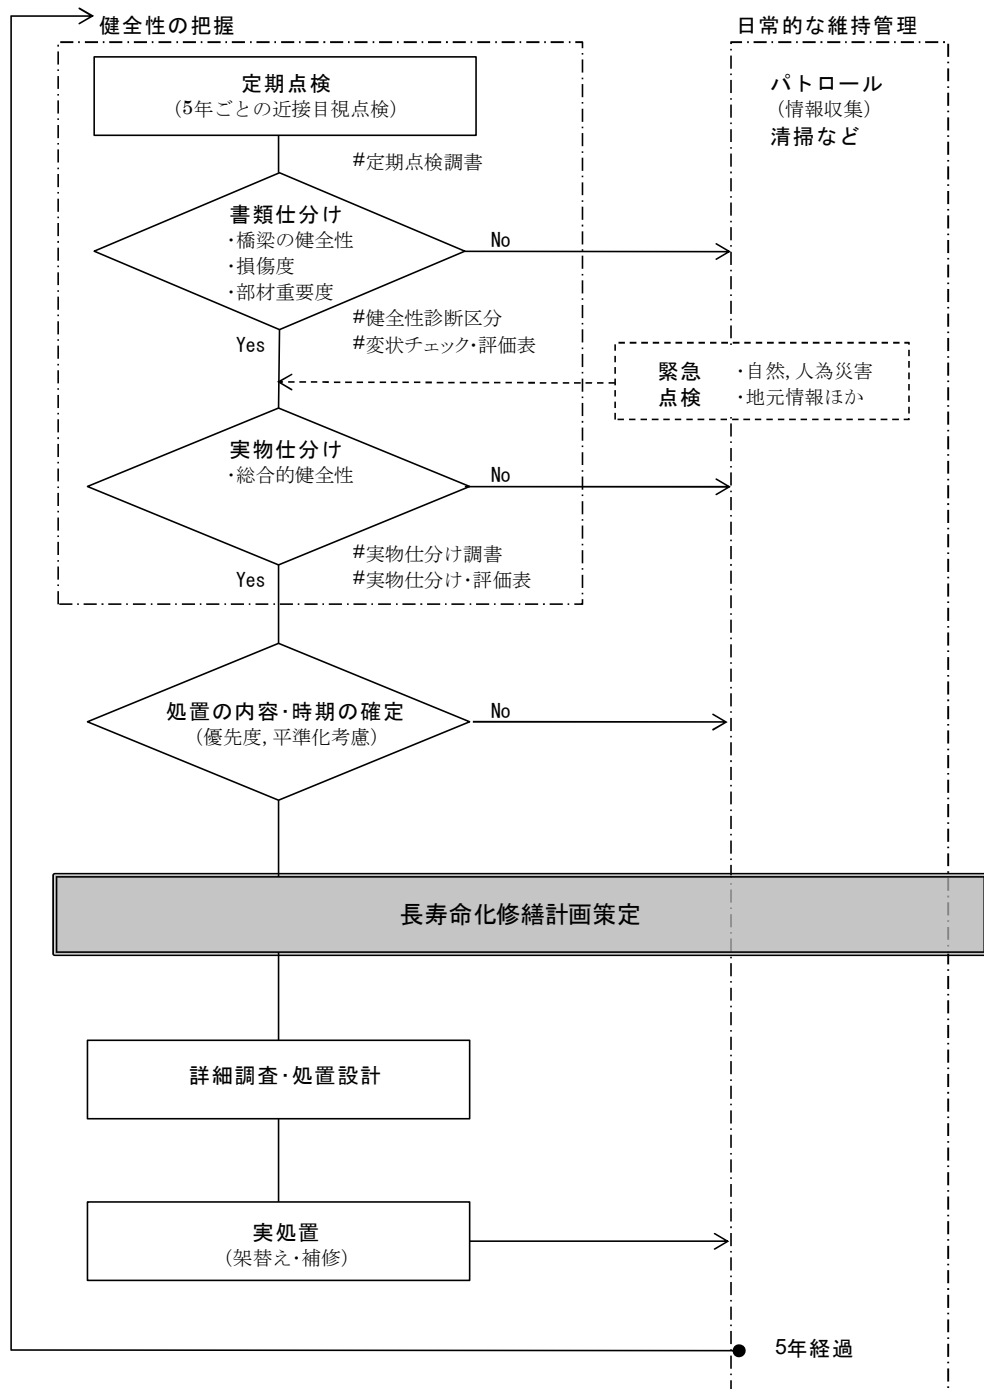 健全性の把握
日常的な維持管理
定期点検
(5年ごとの近接目視点検)
パトロール
(情報収集)
清掃など
#定期点検調書
書類仕分け
・橋梁の健全性
・損傷度
・部材重要度
No
#健全性診断区分
#変状チェック・評価表
Yes
緊急
点検
・自然, 人為災害
・地元情報ほか
実物仕分け
・総合的健全性
No
#実物仕分け調書
#実物仕分け・評価表
Yes
処置の内容・時期の確定
(優先度, 平準化考慮)
No
長寿命化修繕計画策定
詳細調査・処置設計
実処置
(架替え・補修)
5年経過